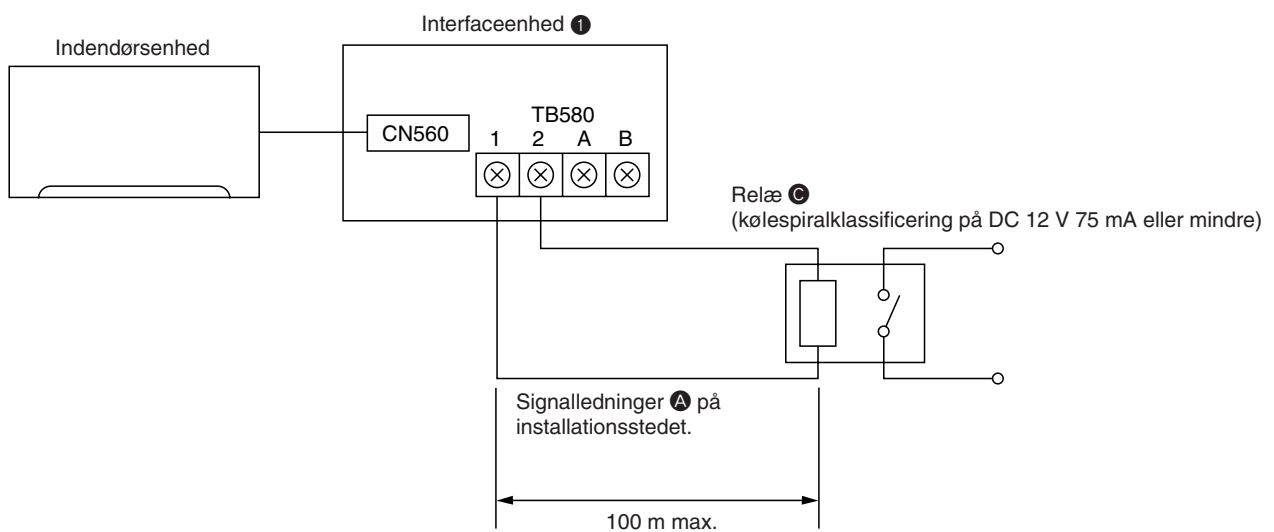 Interfaceenhed ❶
Indendørsenhed
TB580
CN560
1 2 A B
Relæ 🅒
(kølespiralklassificering på DC 12 V 75 mA eller mindre)
Signalledninger 🅐 på
installationsstedet.
100 m max.